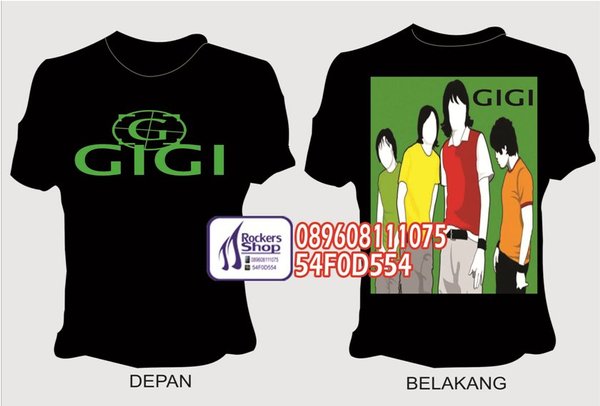 G
GIGI
GIGI
Rockers
Shop
089608111075
54F0D554
089608111075
54F0D554
DEPAN
BELAKANG